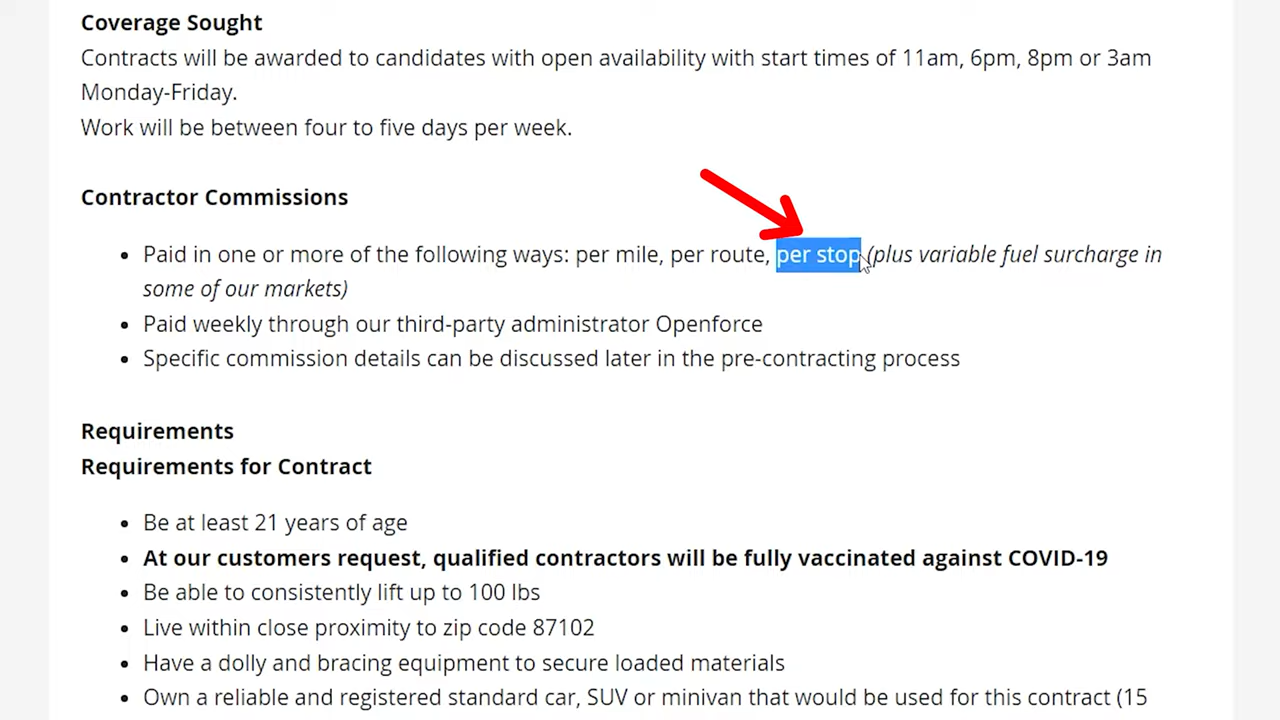 Coverage Sought
Contracts will be awarded to candidates with open availability with start times of 11am, 6pm, 8pm or 3am
Monday-Friday.
Work will be between four to five days per week.
Contractor Commissions
• Paid in one or more of the following ways: per mile, per route, per stop (plus variable fuel surcharge in
some of our markets)
• Paid weekly through our third-party administrator Openforce
• Specific commission details can be discussed later in the pre-contracting process
Requirements
Requirements for Contract
• Be at least 21 years of age
• At our customers request, qualified contractors will be fully vaccinated against COVID-19
• Be able to consistently lift up to 100 lbs
• Live within close proximity to zip code 87102
• Have a dolly and bracing equipment to secure loaded materials
• Own a reliable and registered standard car, SUV or minivan that would be used for this contract (15